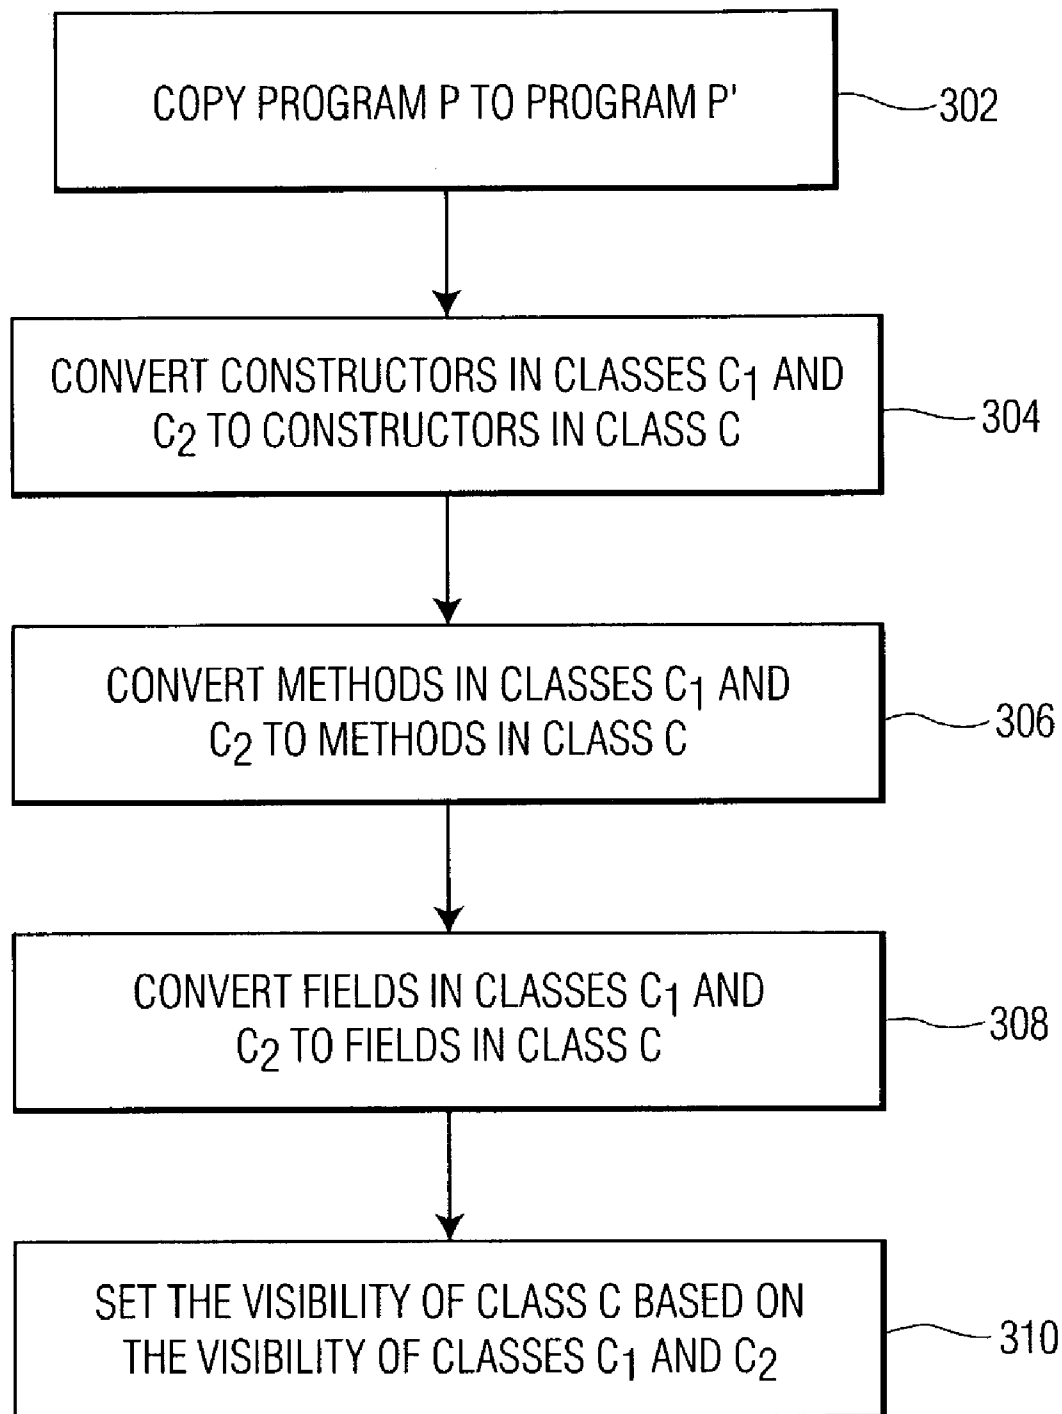 COPY PROGRAM P TO PROGRAM P'
302
CONVERT CONSTRUCTORS IN CLASSES C1 AND
C2 TO CONSTRUCTORS IN CLASS C
304
CONVERT METHODS IN CLASSES C1 AND
C2 TO METHODS IN CLASS C
306
CONVERT FIELDS IN CLASSES C1 AND
C2 TO FIELDS IN CLASS C
308
SET THE VISIBILITY OF CLASS C BASED ON
THE VISIBILITY OF CLASSES C1 AND C2
310